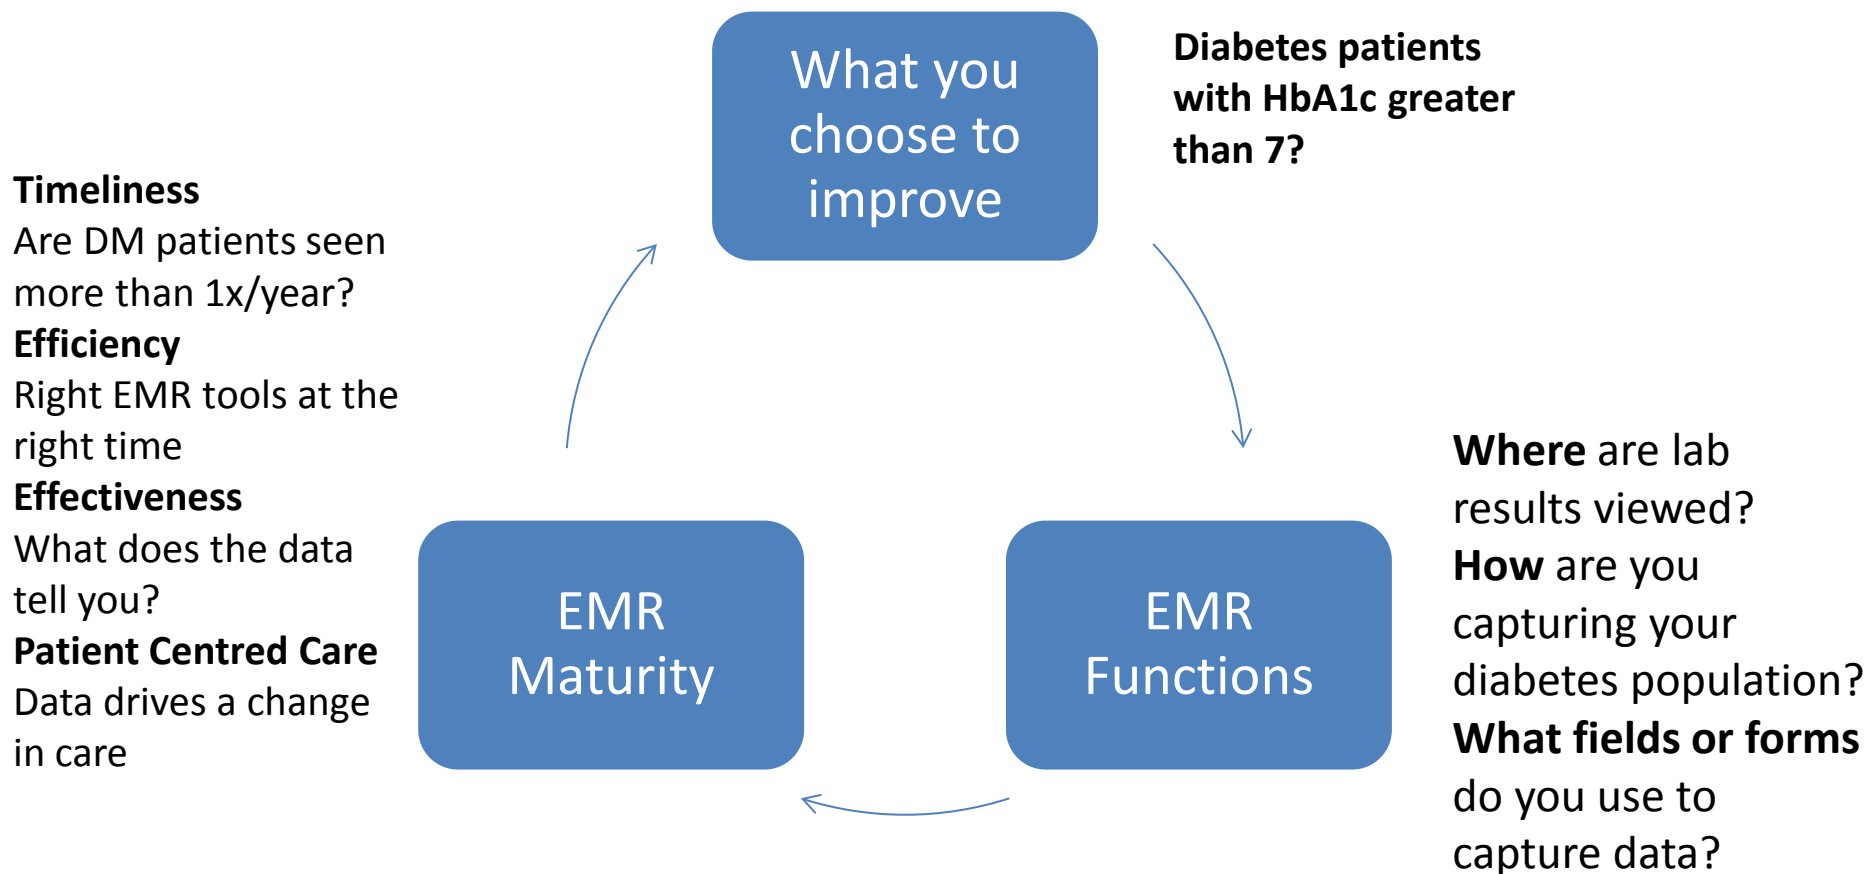 What you
choose to
improve
Diabetes patients
with HbA1c greater
than 7?
Timeliness
Are DM patients seen
more than 1x/year?
Efficiency
Right EMR tools at the
right time
Effectiveness
What does the data
tell you?
Patient Centred Care
Data drives a change
in care
EMR
Maturity
EMR
Functions
Where are lab
results viewed?
How are you
capturing your
diabetes population?
What fields or forms
do you use to
capture data?